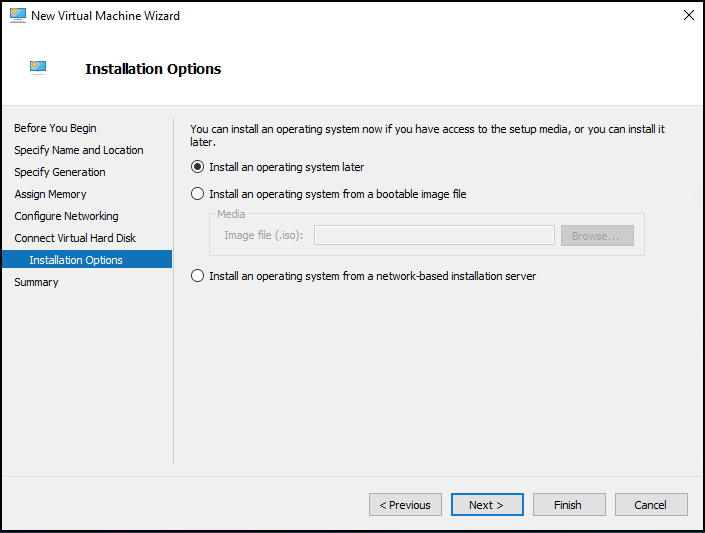 New Virtual Machine Wizard
Installation Options
Before You Begin
Specify Name and Location
Specify Generation
Assign Memory
Configure Networking
Connect Virtual Hard Disk
Installation Options
Summary
You can install an operating system now if you have access to the setup media, or you can install it
later.
Install an operating system later
Install an operating system from a bootable image file
Media
Image file (.iso):
Browse...
Install an operating system from a network-based installation server
< Previous
Next >
Finish
Cancel